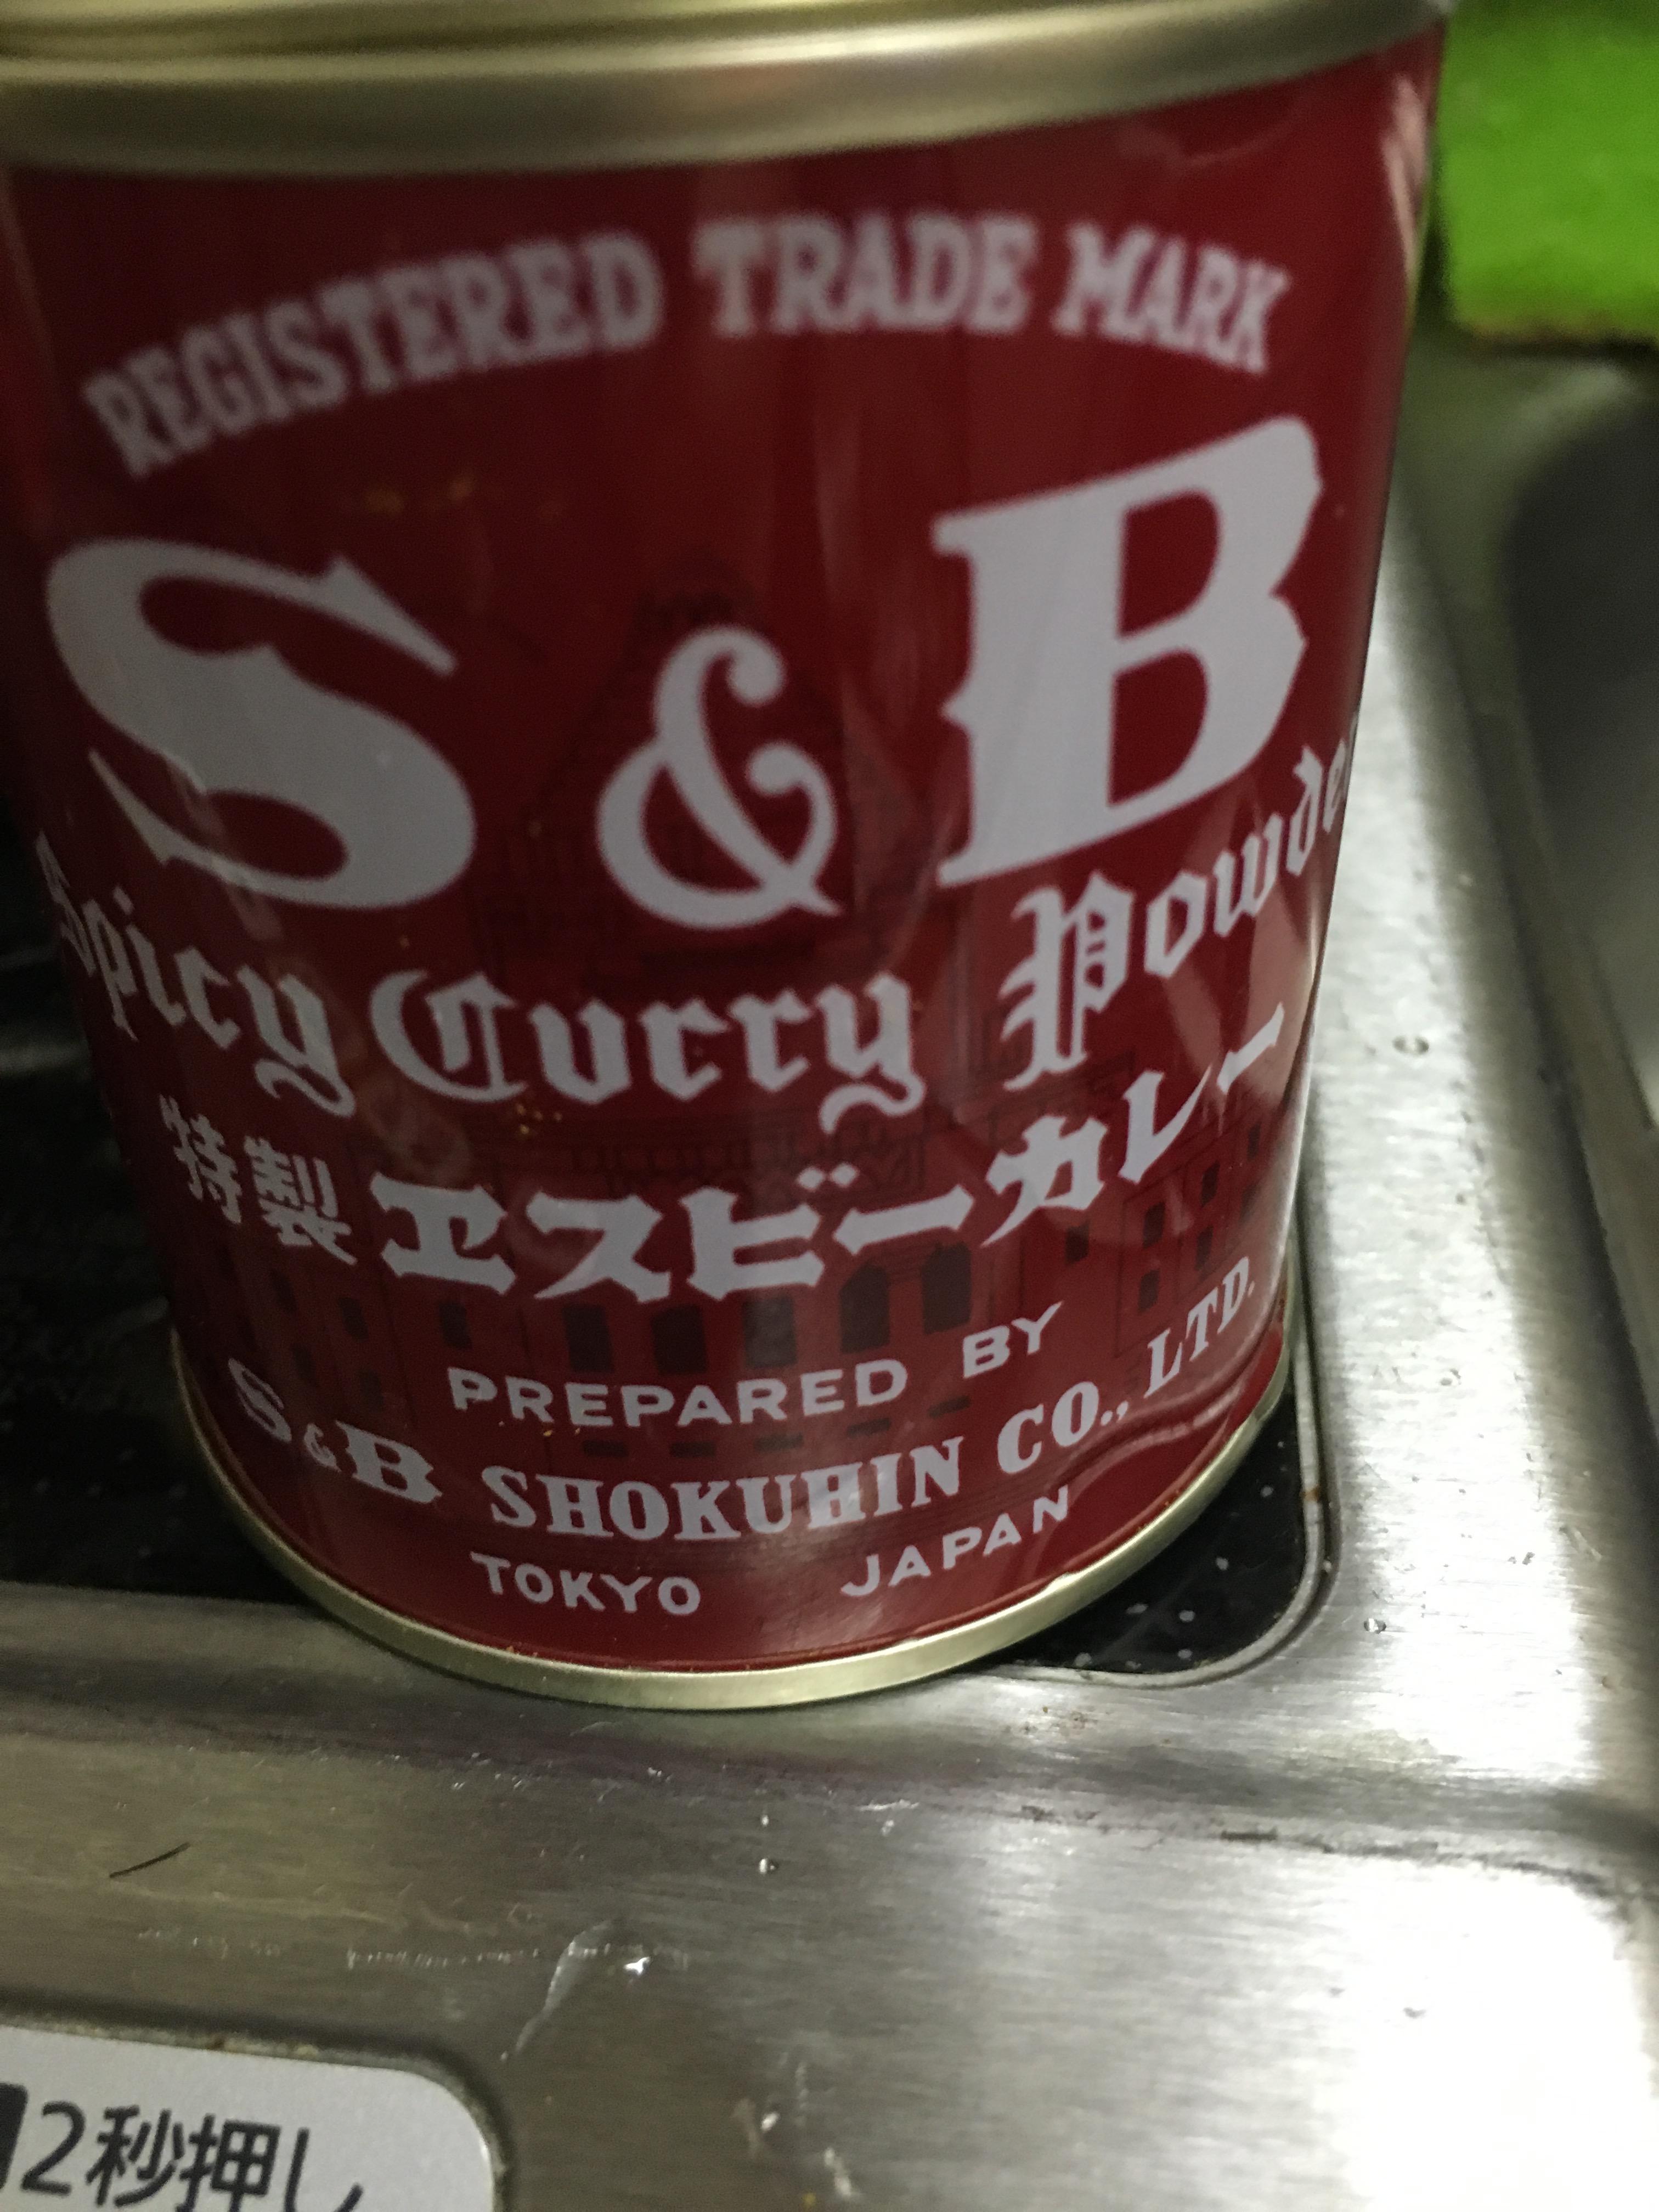 REGISTERED TRADE MARK
S & B
Spicy Curry Powder
特製ヱスビーカレー
PREPARED BY
S&B SHOKUHIN CO., LTD.
TOKYO JAPAN
2秒押し